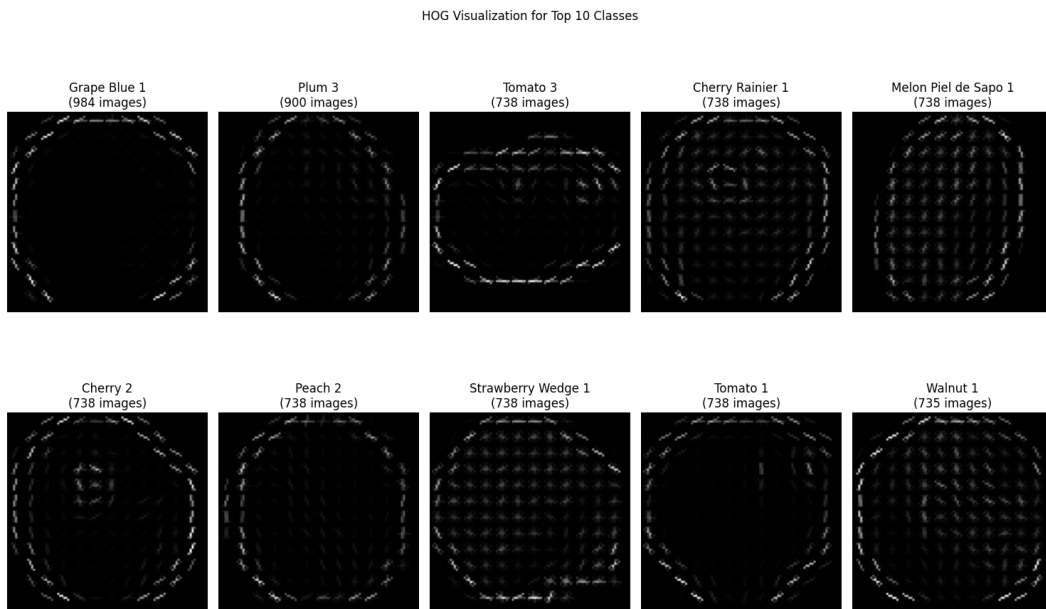 HOG Visualization for Top 10 Classes
Grape Blue 1
(984 images)
Plum 3
(900 images)
Tomato 3
(738 images)
Cherry Rainier 1
(738 images)
Melon Piel de Sapo 1
(738 images)
Cherry 2
(738 images)
Peach 2
(738 images)
Strawberry Wedge 1
(738 images)
Tomato 1
(738 images)
Walnut 1
(735 images)